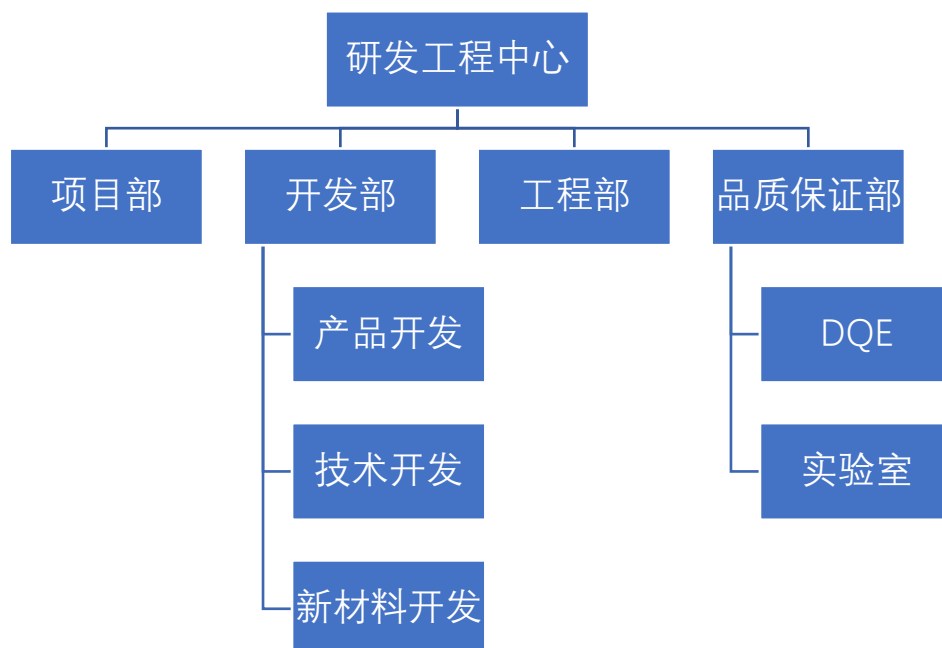 研发工程中心
项目部
开发部
工程部
品质保证部
产品开发
DQE
技术开发
实验室
新材料开发